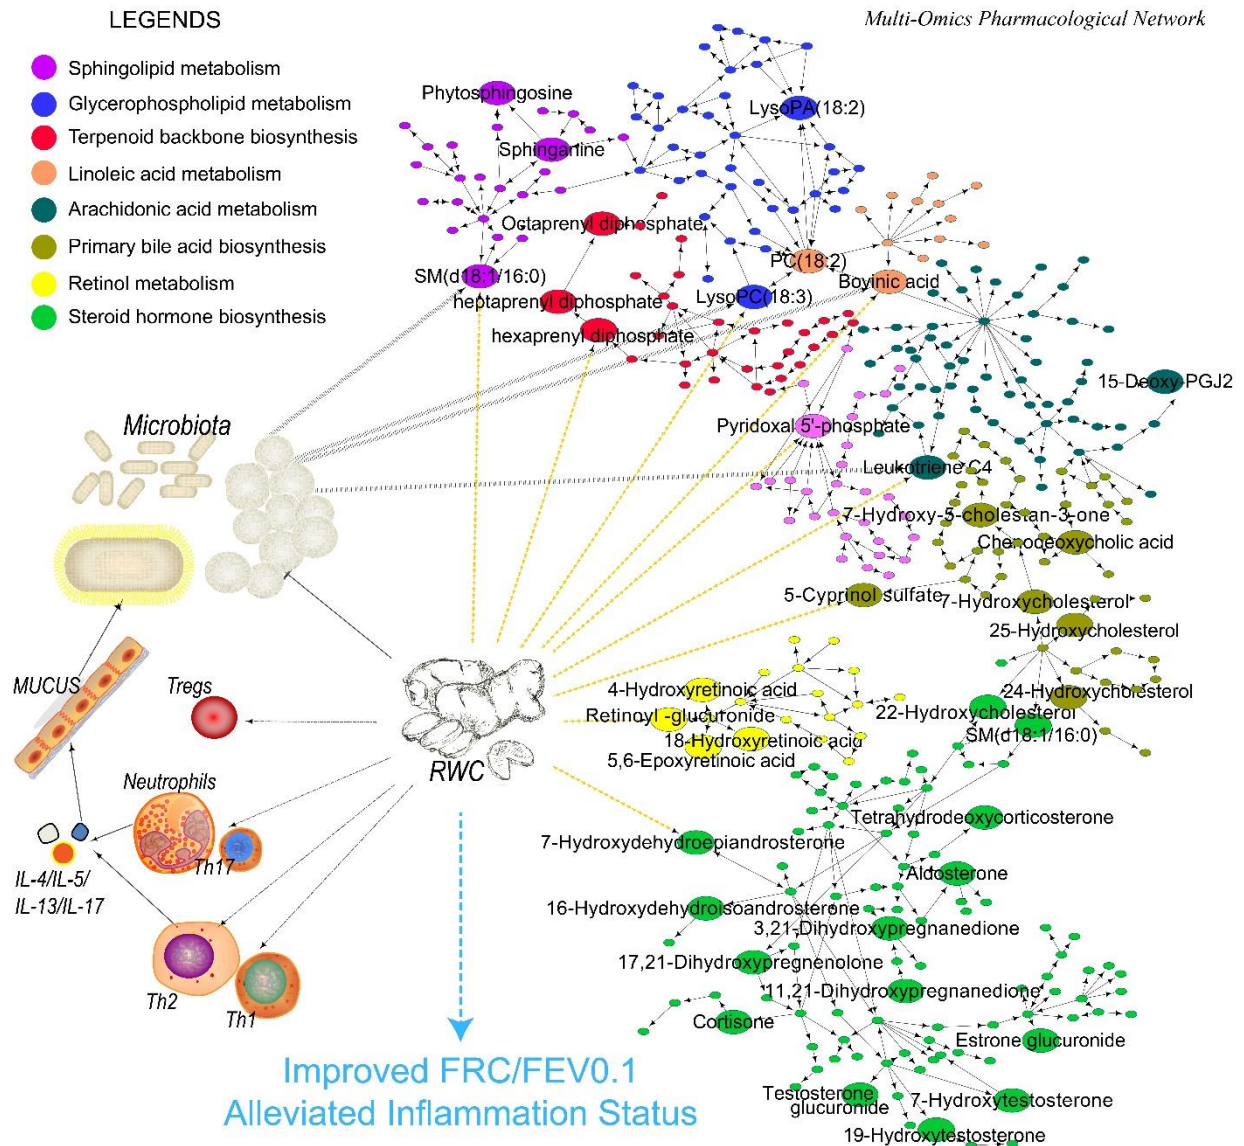 LEGENDS
Multi-Omics Pharmacological Network
Sphingolipid metabolism
Glycerophospholipid metabolism
Terpenoid backbone biosynthesis
Linoleic acid metabolism
Arachidonic acid metabolism
Primary bile acid biosynthesis
Retinol metabolism
Steroid hormone biosynthesis
Phytosphingosine
LysoPA(18:2)
Sphinganine
Octaprenyl diphosphate
PC(18:2)
SM(d18:1/16:0)
Bovinic acid
heptaprenyl diphosphate
LysoPC(18:3)
hexaprenyl diphosphate
15-Deoxy-PGJ2
Pyridoxal 5'-phosphate
Leukotriene C4
7-Hydroxy-5-cholestan-3-one
Chenodeoxycholic acid
5-Cyprinol sulfate
7-Hydroxycholesterol
25-Hydroxycholesterol
24-Hydroxycholesterol
22-Hydroxycholesterol
SM(d18:1/16:0)
4-Hydroxyretinoic acid
Retinoyl -glucuronide
18-Hydroxyretinoic acid
5,6-Epoxyretinoic acid
Microbiota
MUCUS
Tregs
RWC
Neutrophils
Th17
IL-4/IL-5/
IL-13/IL-17
Th2
Th1
Tetrahydrodeoxycorticosterone
7-Hydroxydehydroepiandrosterone
Aldosterone
16-Hydroxydehydroisoandrosterone
3,21-Dihydroxypregnanedione
17,21-Dihydroxypregnenolone
11,21-Dihydroxypregnanedione
Cortisone
Estrone glucuronide
Testosterone
glucuronide
7-Hydroxytestosterone
19-Hydroxytestosterone
Improved FRC/FEV0.1
Alleviated Inflammation Status